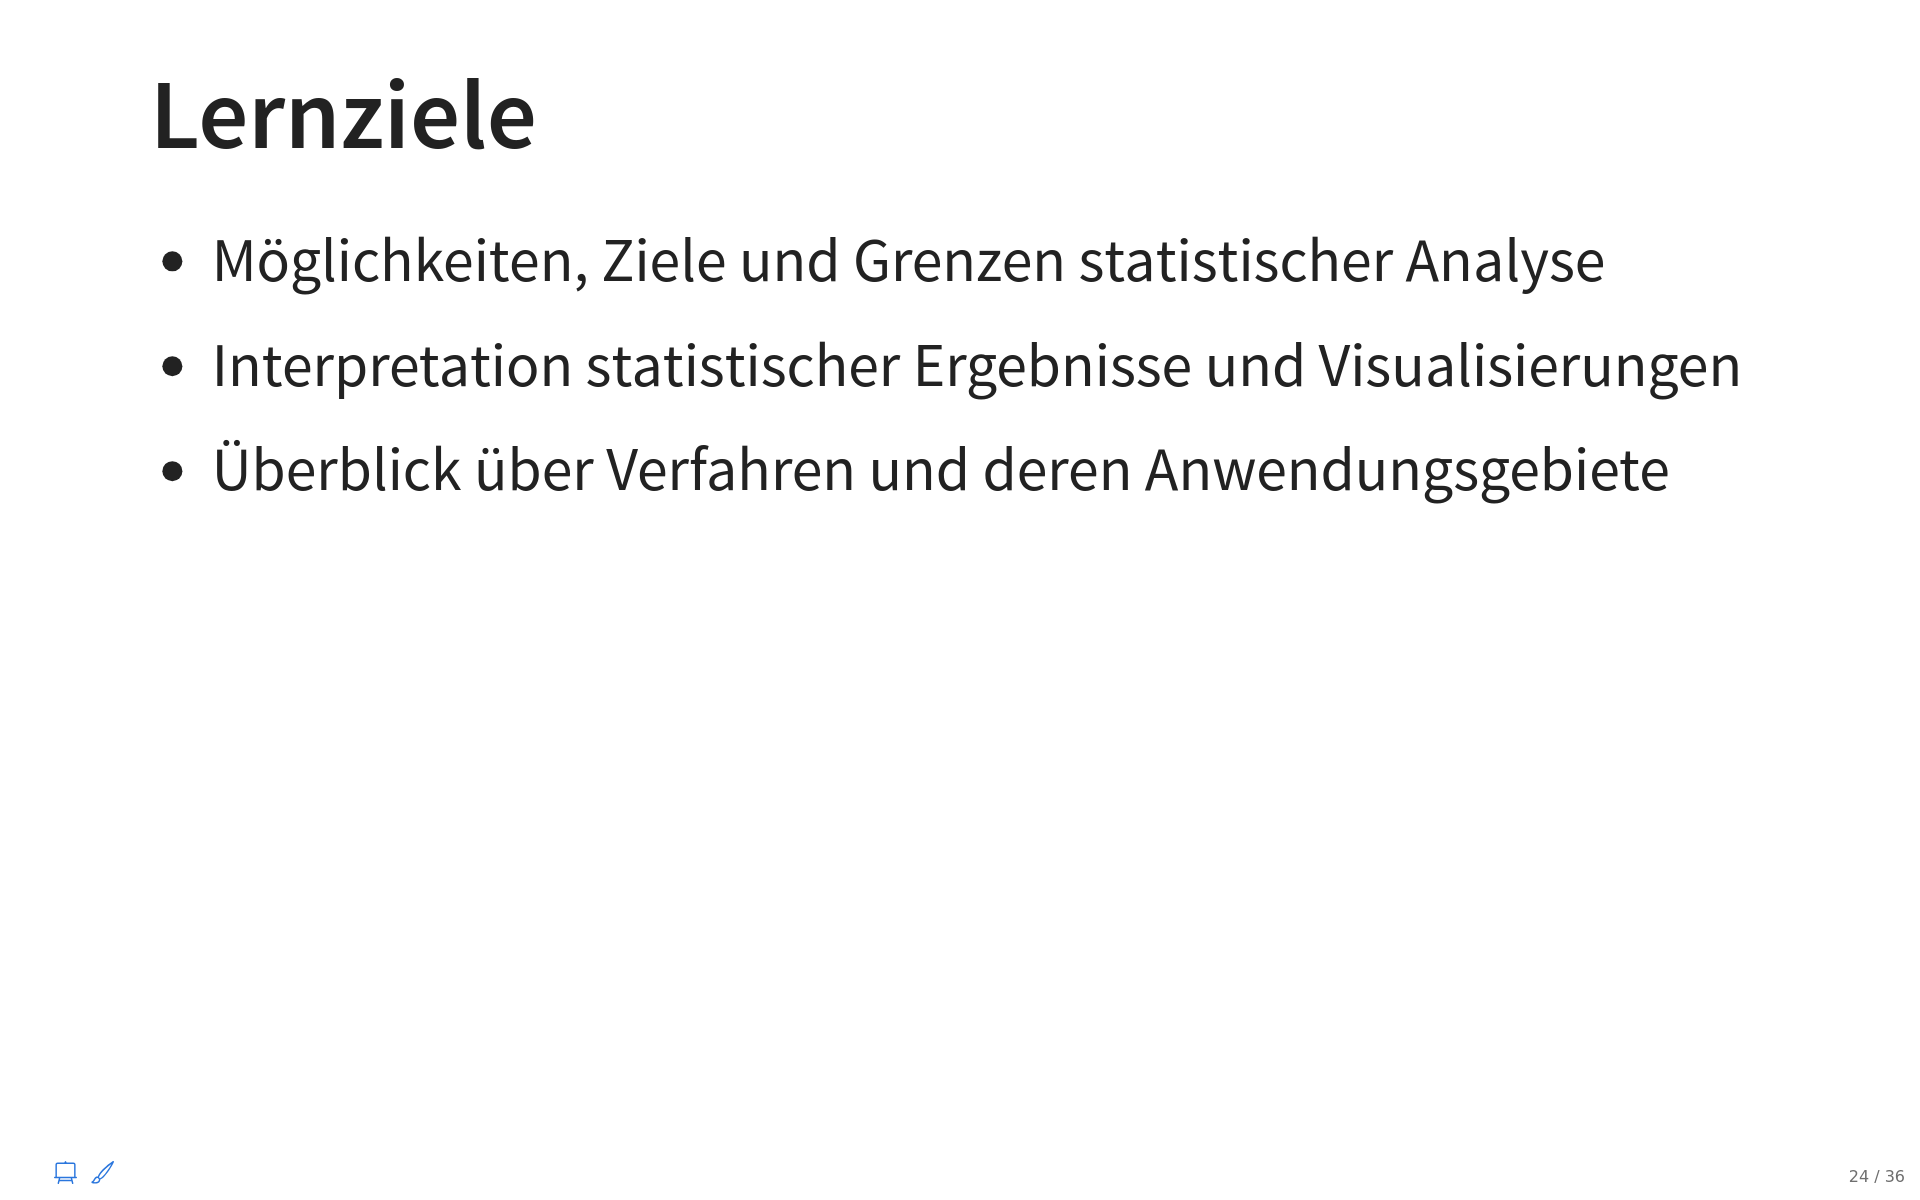 Lernziele
• Möglichkeiten, Ziele und Grenzen statistischer Analyse
• Interpretation statistischer Ergebnisse und Visualisierungen
• Überblick über Verfahren und deren Anwendungsgebiete
24 / 36